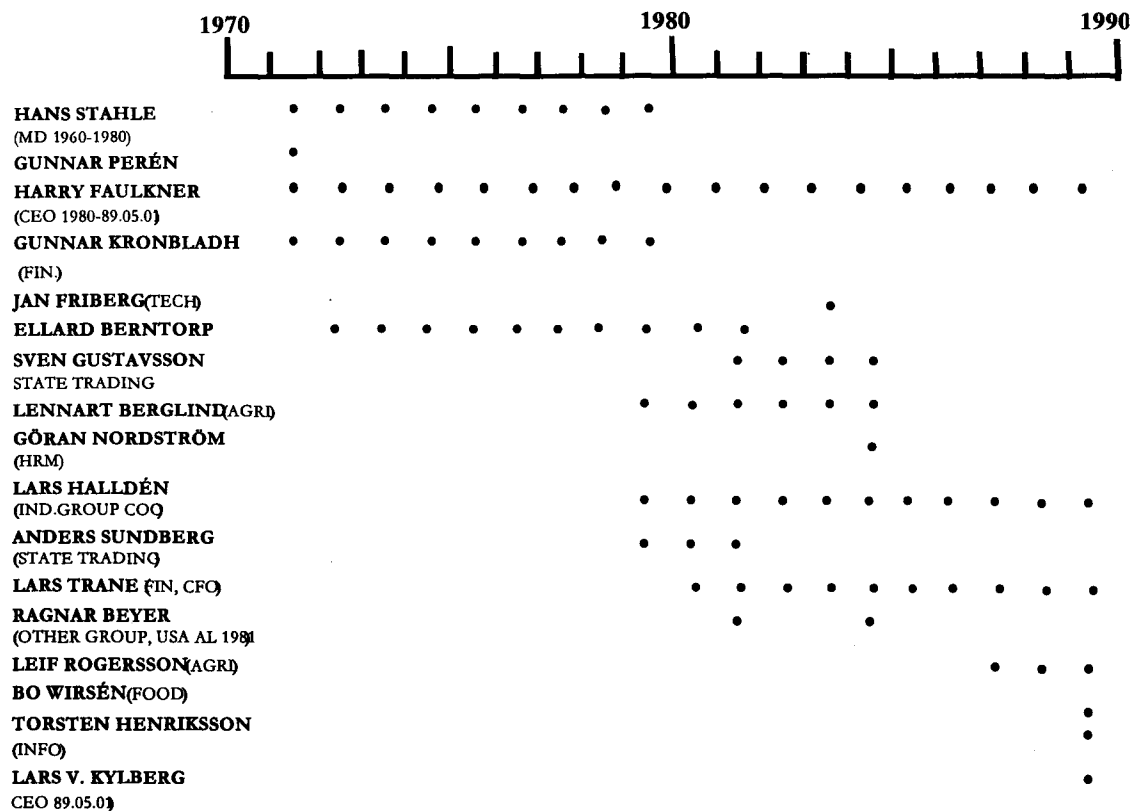 1970 1980 1990
HANS STAHLE
(MD 1960-1980)
GUNNAR PERÉN
HARRY FAULKNER
(CEO 1980-89.05.01)
GUNNAR KRONBLADH
(FIN.)
JAN FRIBERG(TECH)
ELLARD BERNTORP
SVEN GUSTAVSSON
STATE TRADING
LENNART BERGLIND(AGRI)
GÖRAN NORDSTRÖM
(HRM)
LARS HALLDÉN
(IND.GROUP COO)
ANDERS SUNDBERG
(STATE TRADING)
LARS TRANE (FIN, CFO)
RAGNAR BEYER
(OTHER GROUP, USA AL 1981)
LEIF ROGERSSON(AGRI)
BO WIRSÉN(FOOD)
TORSTEN HENRIKSSON
(INFO)
LARS V. KYLBERG
CEO 89.05.01)